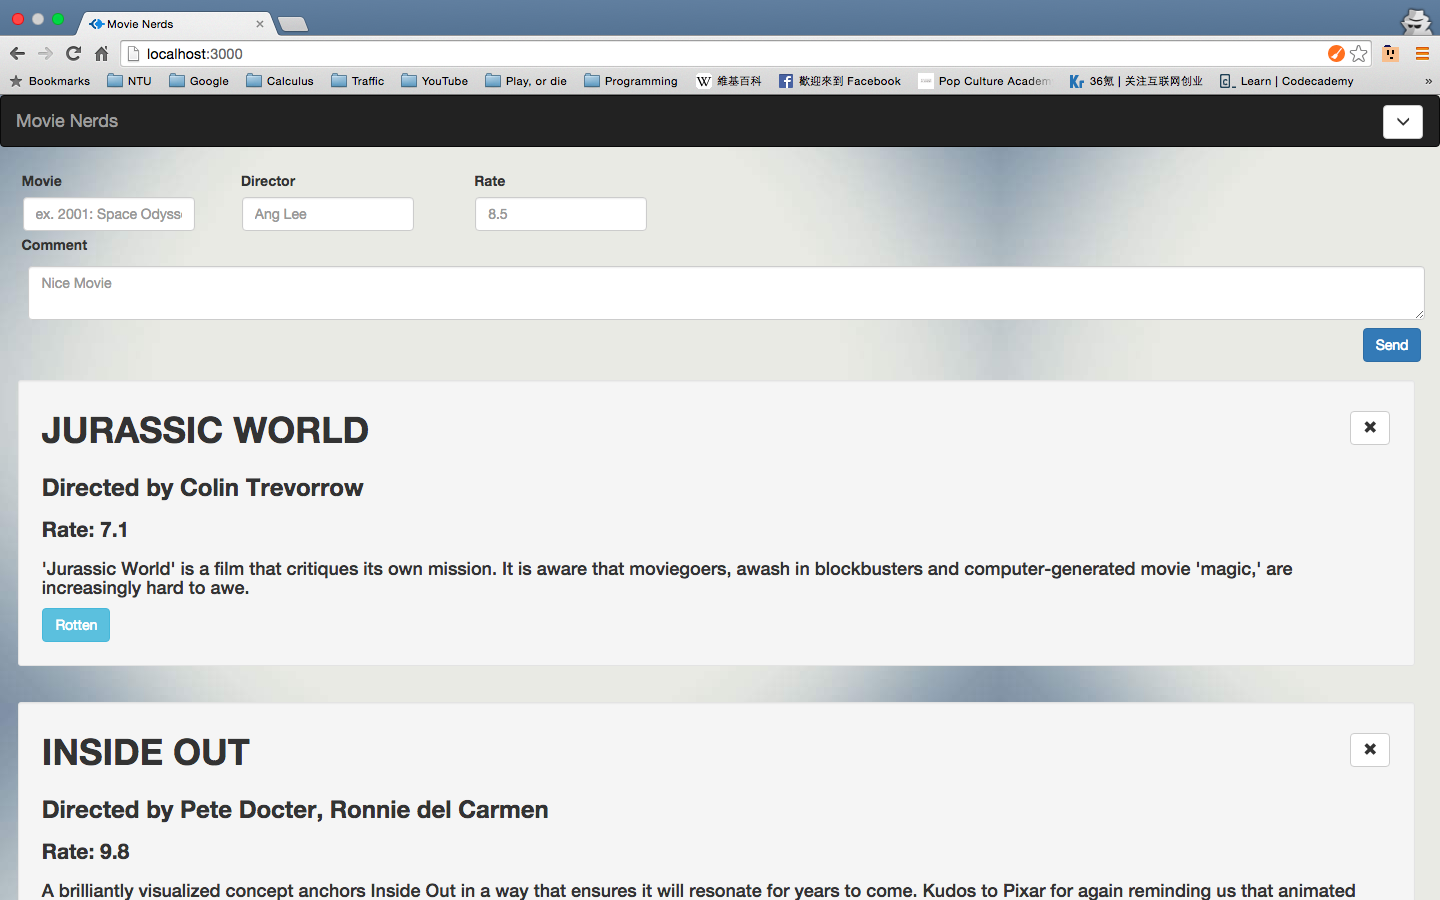 Movie Nerds
localhost:3000
Bookmarks NTU Google Calculus Traffic YouTube Play, or die Programming W 維基百科 歡迎來到 Facebook Pop Culture Academ Kr 36氪 | 关注互联网创业 Learn | Codecademy »
Movie Nerds
Movie Director Rate
ex. 2001: Space Odyss Ang Lee 8.5
Comment
Nice Movie
Send
JURASSIC WORLD
Directed by Colin Trevorrow
Rate: 7.1
'Jurassic World' is a film that critiques its own mission. It is aware that moviegoers, awash in blockbusters and computer-generated movie 'magic,' are
increasingly hard to awe.
Rotten
INSIDE OUT
Directed by Pete Docter, Ronnie del Carmen
Rate: 9.8
A brilliantly visualized concept anchors Inside Out in a way that ensures it will resonate for years to come. Kudos to Pixar for again reminding us that animated